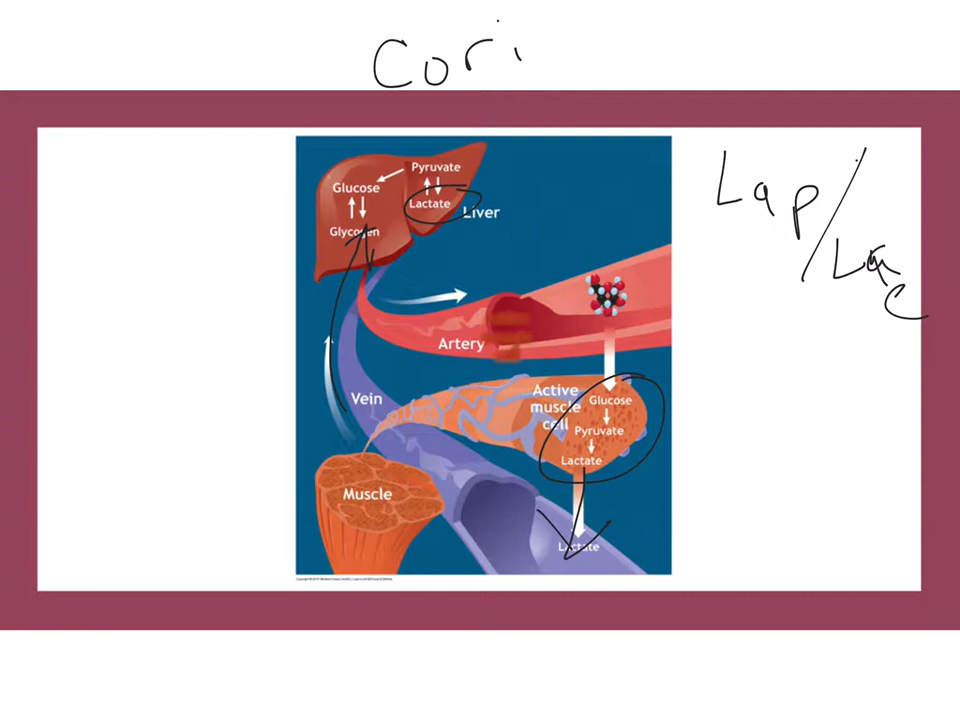 Cori
Pyruvate
Glucose
Lactate
Liver
Glycogen
Lap/Lac
Artery
Vein
Active
muscle
cell
Glucose
Pyruvate
Lactate
Muscle
Lactate